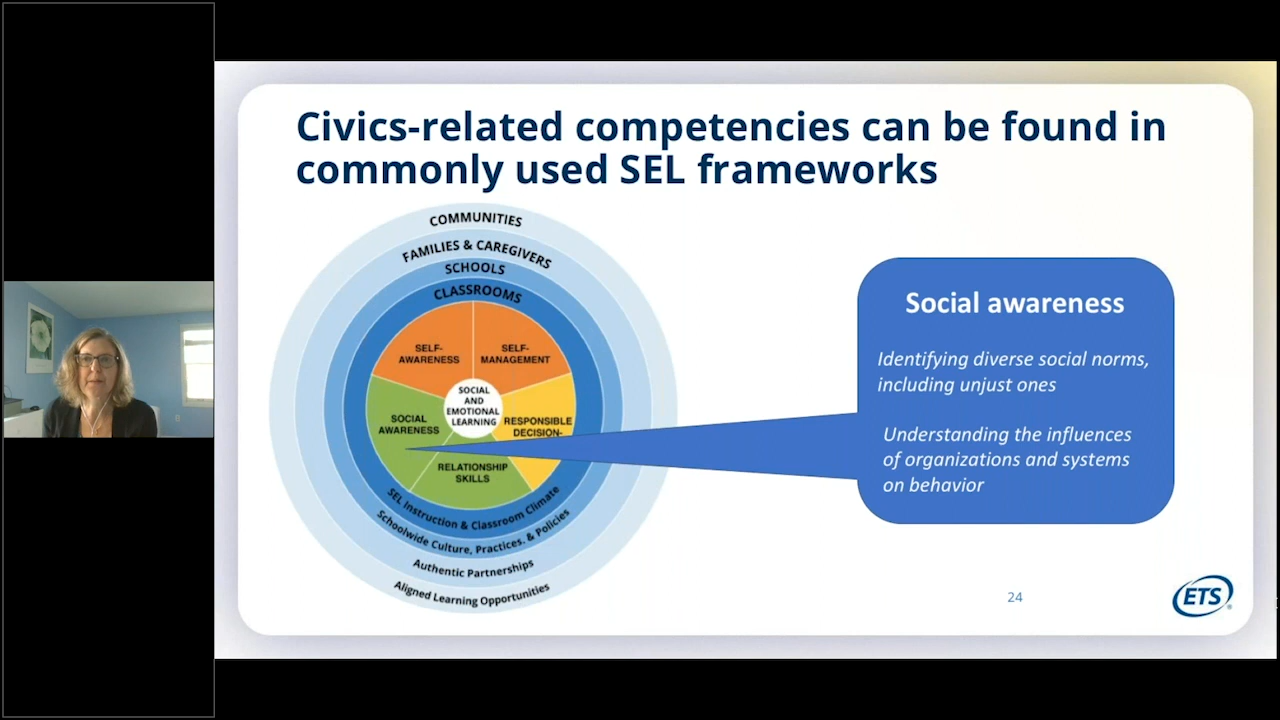 Civics-related competencies can be found in
commonly used SEL frameworks
COMMUNITIES
FAMILIES & CAREGIVERS
SCHOOLS
CLASSROOMS
SELF-
AWARENESS
SELF-
MANAGEMENT
SOCIAL
AND
EMOTIONAL
LEARNING
SOCIAL
AWARENESS
RESPONSIBLE
DECISION-
RELATIONSHIP
SKILLS
SEL Instruction & Classroom Climate
Schoolwide Culture, Practices, & Policies
Authentic Partnerships
Aligned Learning Opportunities
Social awareness
Identifying diverse social norms,
including unjust ones
Understanding the influences
of organizations and systems
on behavior
24
ETS